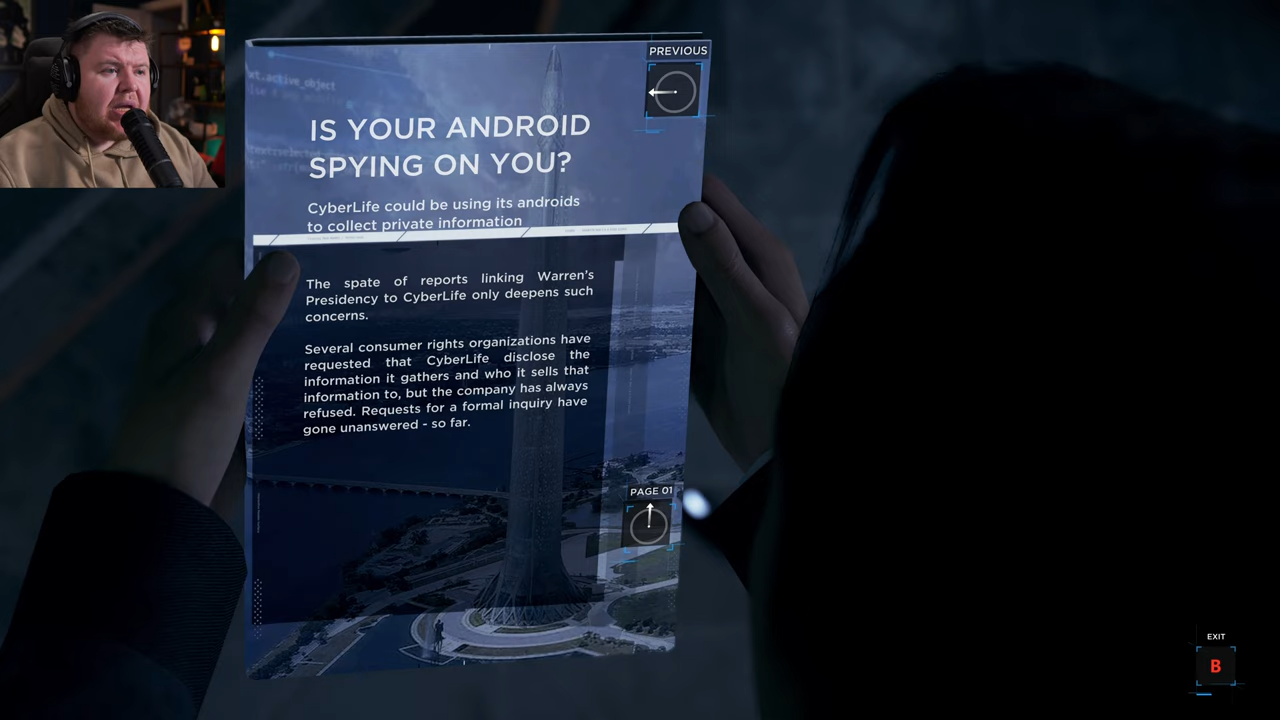 PREVIOUS
IS YOUR ANDROID
SPYING ON YOU?
CyberLife could be using its androids
to collect private information
The spate of reports linking Warren's
Presidency to CyberLife only deepens such
concerns.
Several consumer rights organizations have
requested that CyberLife disclose the
information it gathers and who it sells that
information to, but the company has always
refused. Requests for a formal inquiry have
gone unanswered - so far.
PAGE 01
EXIT
B